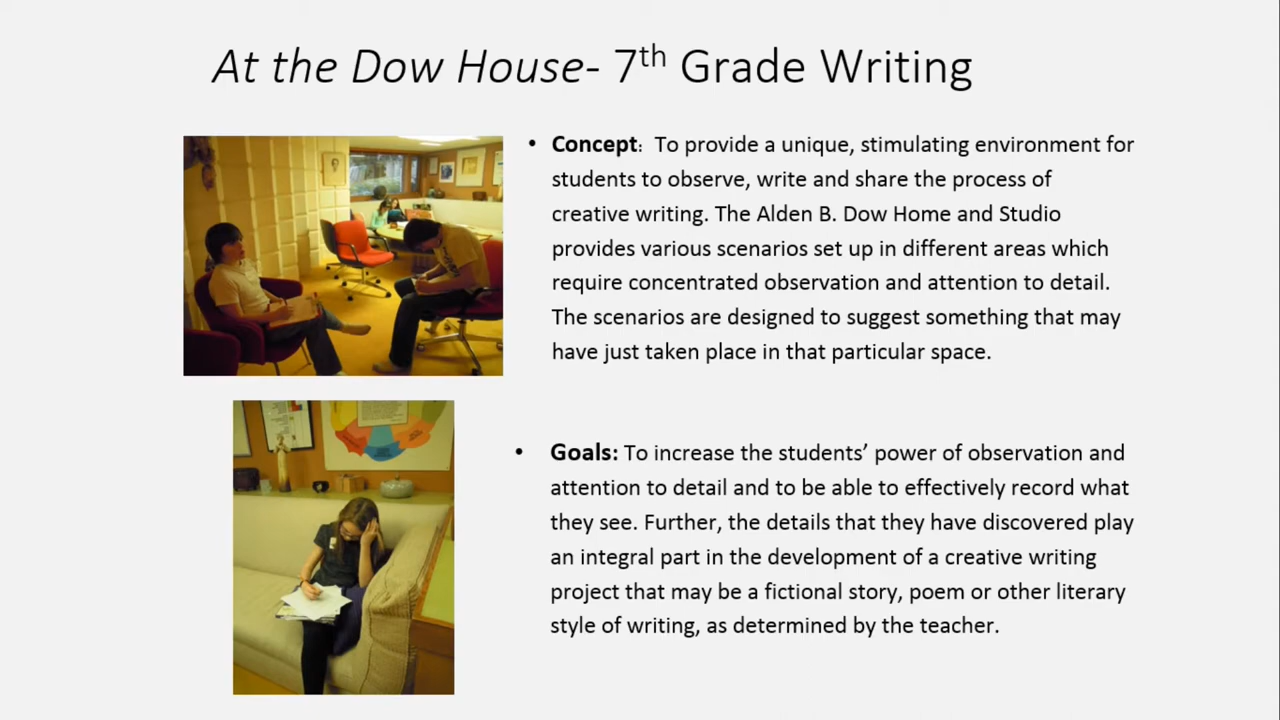 At the Dow House- 7th Grade Writing
• Concept: To provide a unique, stimulating environment for
students to observe, write and share the process of
creative writing. The Alden B. Dow Home and Studio
provides various scenarios set up in different areas which
require concentrated observation and attention to detail.
The scenarios are designed to suggest something that may
have just taken place in that particular space.
• Goals: To increase the students’ power of observation and
attention to detail and to be able to effectively record what
they see. Further, the details that they have discovered play
an integral part in the development of a creative writing
project that may be a fictional story, poem or other literary
style of writing, as determined by the teacher.